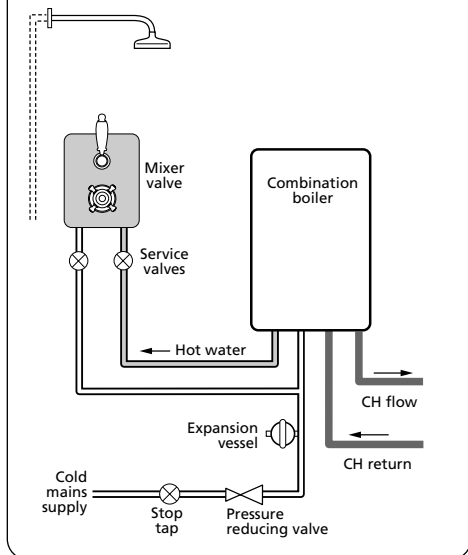 Mixer
valve
Combination
boiler
Service
valves
Hot water
CH flow
Expansion
vessel
CH return
Cold
mains
supply
Stop
tap
Pressure
reducing valve